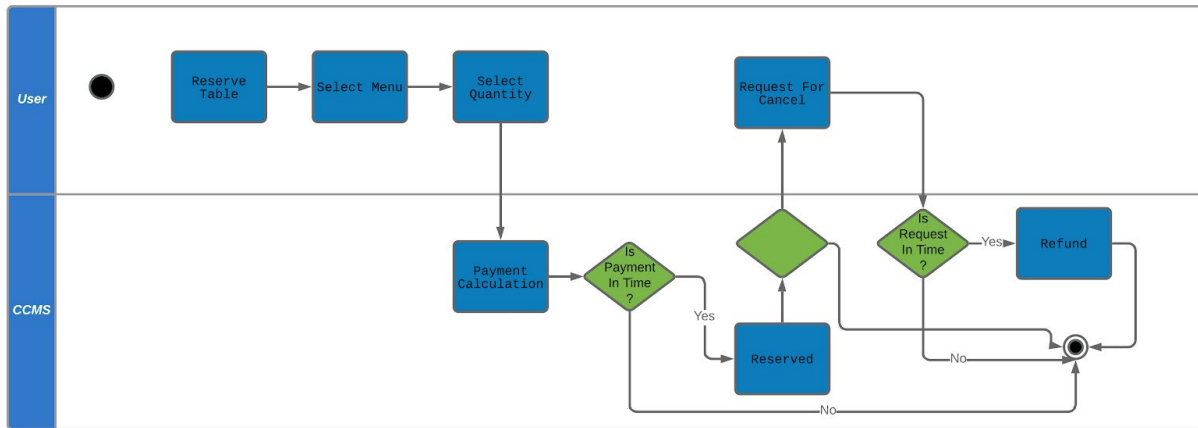 User
Reserve
Table
Select Menu
Select
Quantity
Request For
Cancel
CCMS
Payment
Calculation
Is
Payment
In Time
?
Yes
Reserved
Is
Request
In Time
?
Yes
Refund
No
No